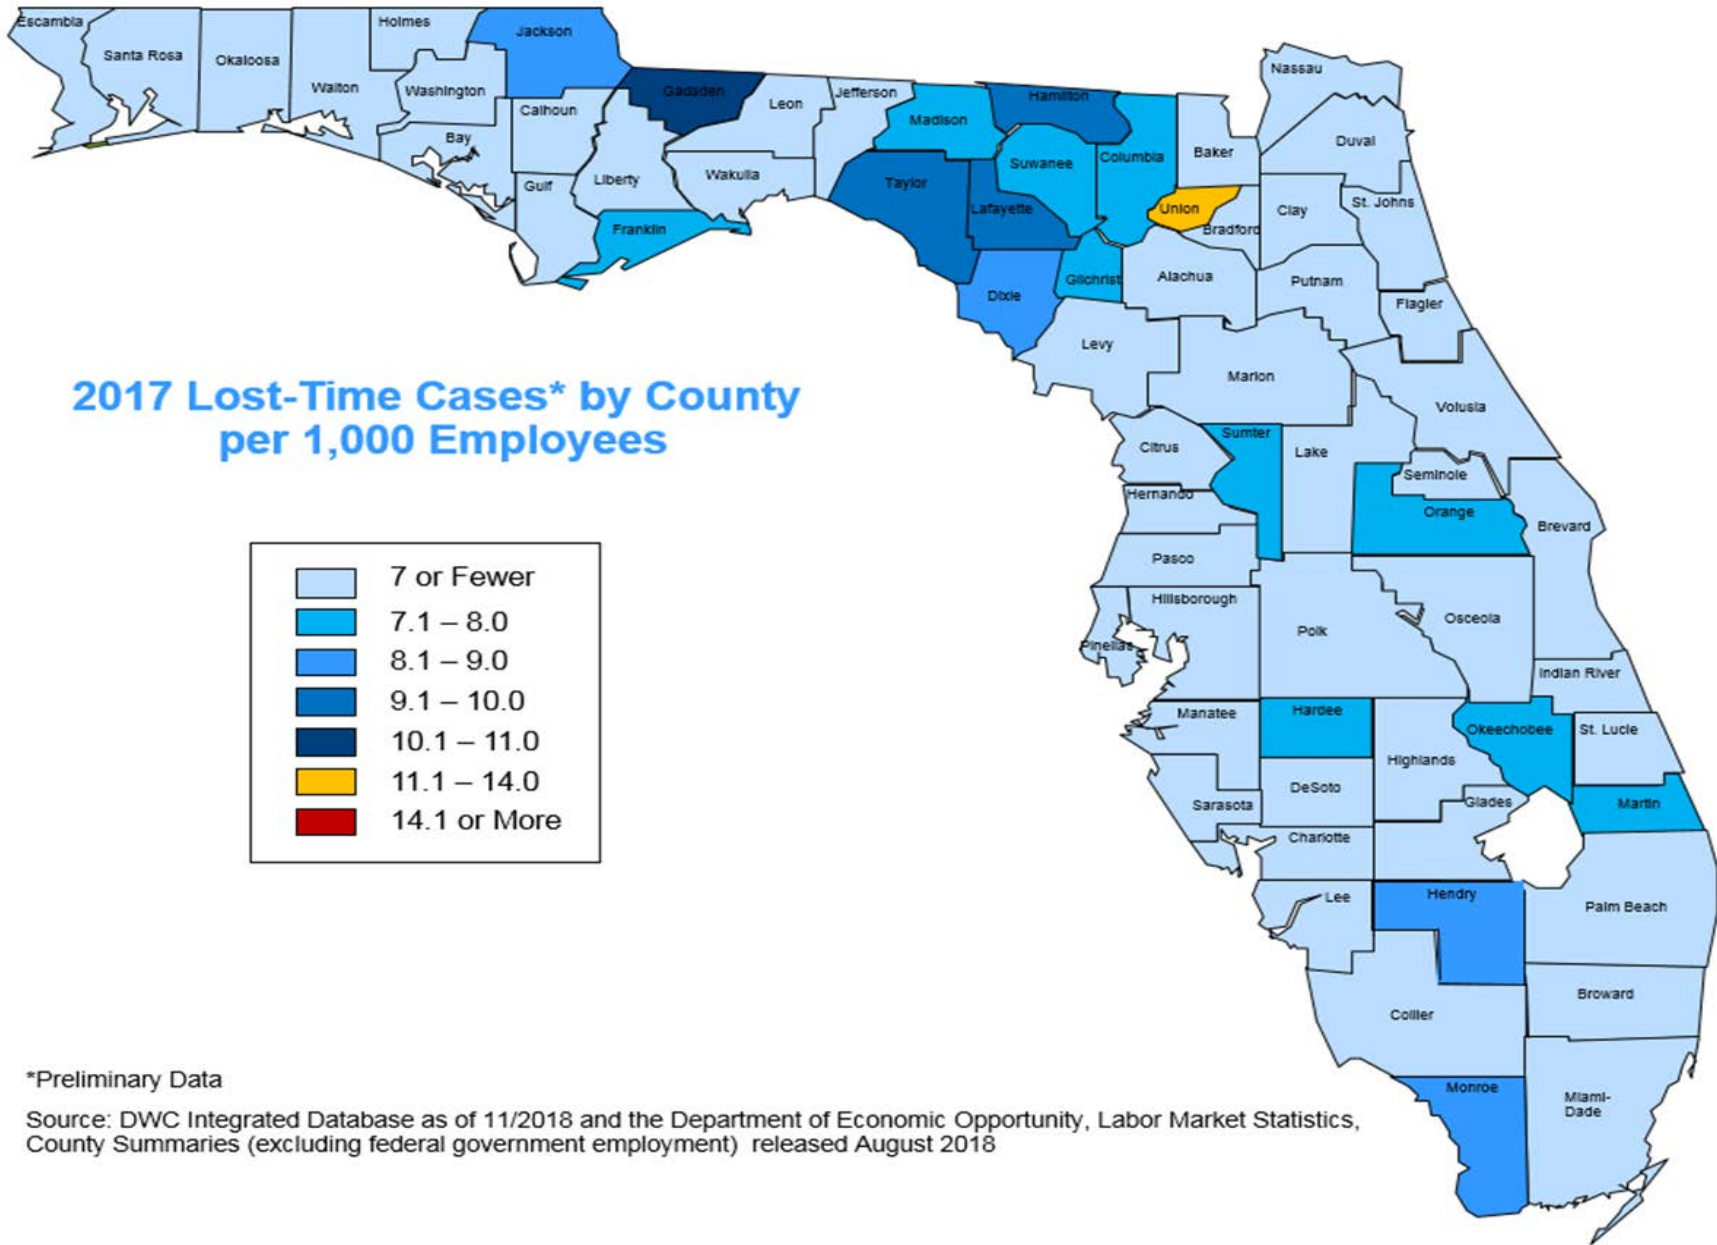 Escambia
Santa Rosa
Okaloosa
Walton
Holmes
Washington
Bay
Jackson
Calhoun
Gulf
Liberty
Franklin
Gadsden
Leon
Wakulla
Jefferson
Madison
Taylor
Hamilton
Suwanee
Lafayette
Dixie
Columbia
Gilchrist
Baker
Union
Bradford
Alachua
Levy
Nassau
Duval
Clay
St. Johns
Putnam
Flagler
Marion
Volusia
2017 Lost-Time Cases* by County
per 1,000 Employees
Citrus
Sumter
Lake
Seminole
Orange
Hernando
Pasco
Brevard
Hillsborough
Pinellas
Polk
Osceola
Indian River
Manatee
Hardee
Highlands
Okeechobee
St. Lucie
Sarasota
DeSoto
Glades
Martin
Charlotte
Lee
Hendry
Palm Beach
Collier
Broward
Monroe
Miami-
Dade
7 or Fewer
7.1 – 8.0
8.1 – 9.0
9.1 – 10.0
10.1 – 11.0
11.1 – 14.0
14.1 or More
*Preliminary Data
Source: DWC Integrated Database as of 11/2018 and the Department of Economic Opportunity, Labor Market Statistics,
County Summaries (excluding federal government employment) released August 2018